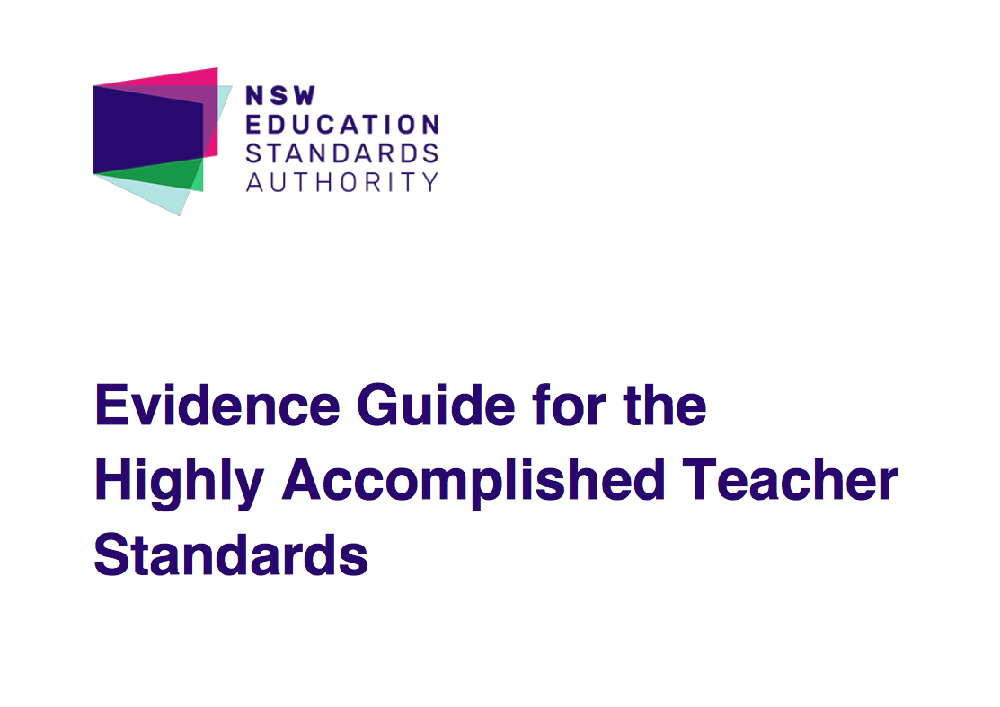 NSW
EDUCATION
STANDARDS
AUTHORITY
Evidence Guide for the
Highly Accomplished Teacher
Standards